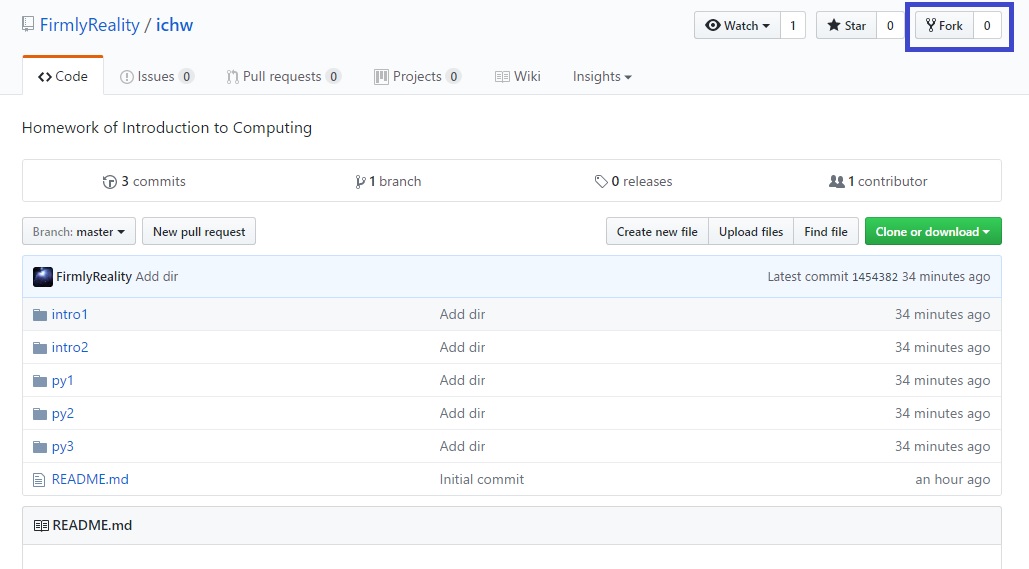 FirmlyReality / ichw
Watch 1 Star 0 Fork 0
Code Issues 0 Pull requests 0 Projects 0 Wiki Insights
Homework of Introduction to Computing
3 commits 1 branch 0 releases 1 contributor
Branch: master New pull request Create new file Upload files Find file Clone or download
FirmlyReality Add dir Latest commit 1454382 34 minutes ago
intro1 Add dir 34 minutes ago
intro2 Add dir 34 minutes ago
py1 Add dir 34 minutes ago
py2 Add dir 34 minutes ago
py3 Add dir 34 minutes ago
README.md Initial commit an hour ago
README.md